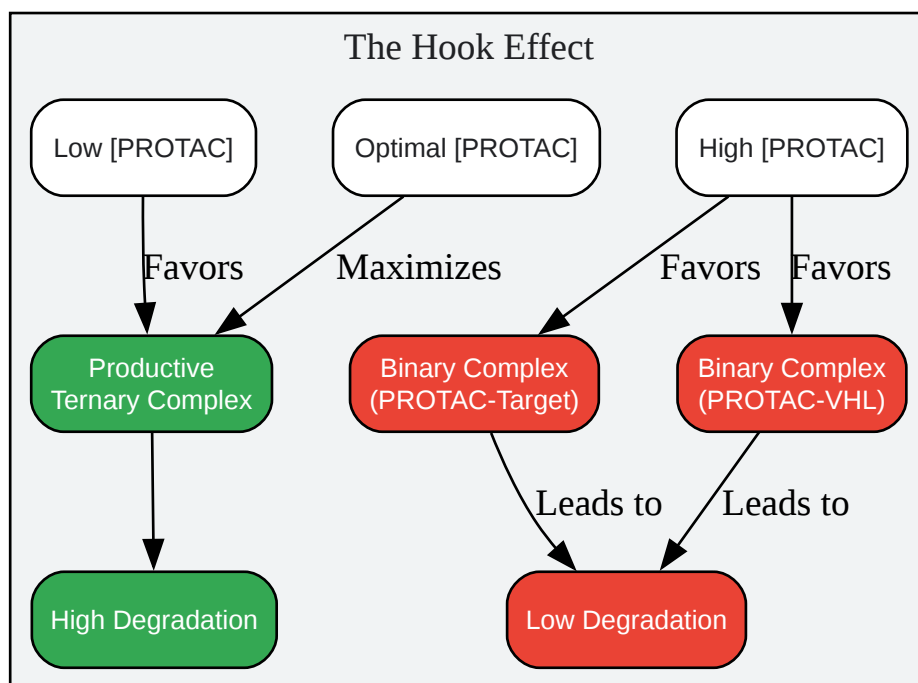 The Hook Effect
Low [PROTAC]
Optimal [PROTAC]
High [PROTAC]
Favors
Maximizes
Favors
Favors
Productive
Ternary Complex
Binary Complex
(PROTAC-Target)
Binary Complex
(PROTAC-VHL)
Leads to
Leads to
High Degradation
Low Degradation